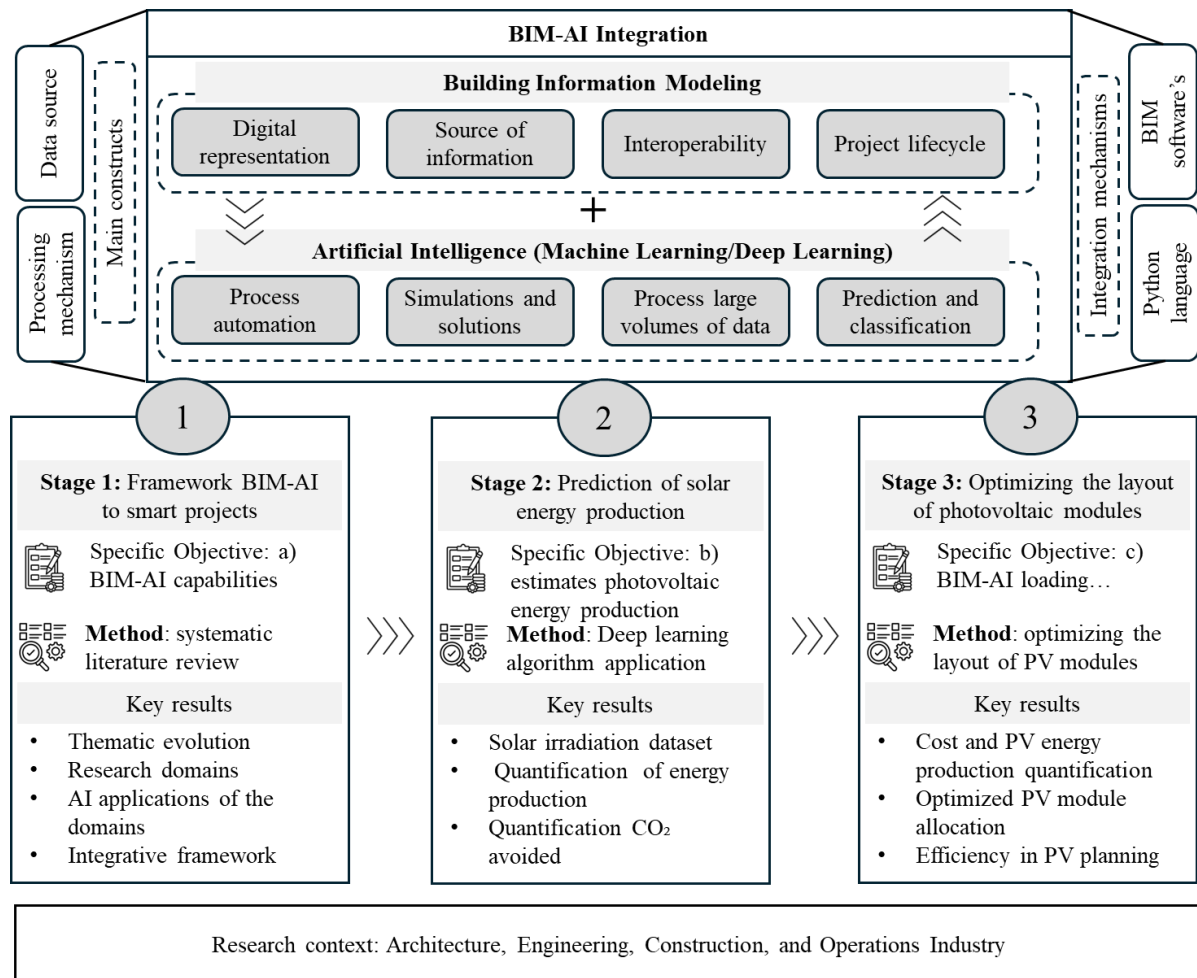 BIM-AI Integration
Data source
Processing
mechanism
Main constructs
Building Information Modeling
Digital
representation
Source of
information
Interoperability
Project lifecycle
+
Artificial Intelligence (Machine Learning/Deep Learning)
Process
automation
Simulations and
solutions
Process large
volumes of data
Prediction and
classification
Integration mechanisms
BIM
software’s
Python
language
1
Stage 1: Framework BIM-AI
to smart projects
Specific Objective: a)
BIM-AI capabilities
Method: systematic
literature review
Key results
• Thematic evolution
• Research domains
• AI applications of the
domains
• Integrative framework
2
Stage 2: Prediction of solar
energy production
Specific Objective: b)
estimates photovoltaic
energy production
Method: Deep learning
algorithm application
Key results
• Solar irradiation dataset
• Quantification of energy
production
• Quantification CO₂
avoided
3
Stage 3: Optimizing the layout
of photovoltaic modules
Specific Objective: c)
BIM-AI loading…
Method: optimizing the
layout of PV modules
Key results
• Cost and PV energy
production quantification
• Optimized PV module
allocation
• Efficiency in PV planning
Research context: Architecture, Engineering, Construction, and Operations Industry